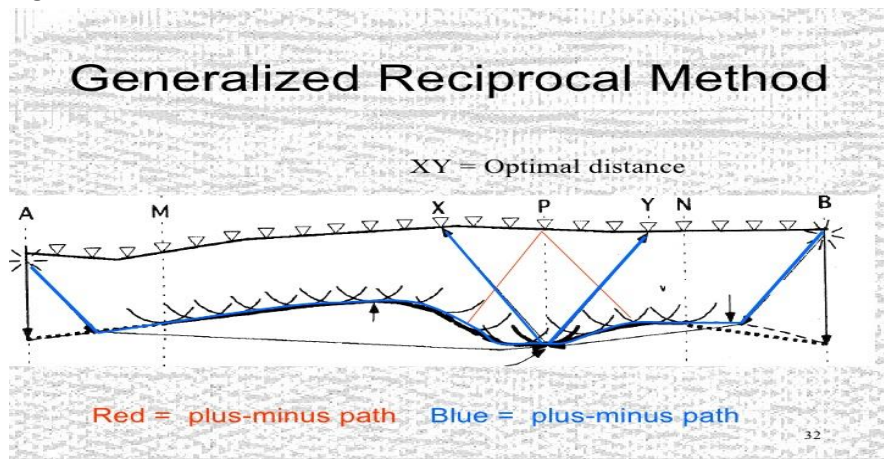 Generalized Reciprocal Method
XY = Optimal distance
A M X P Y N B
v
Red = plus-minus path Blue = plus-minus path
32